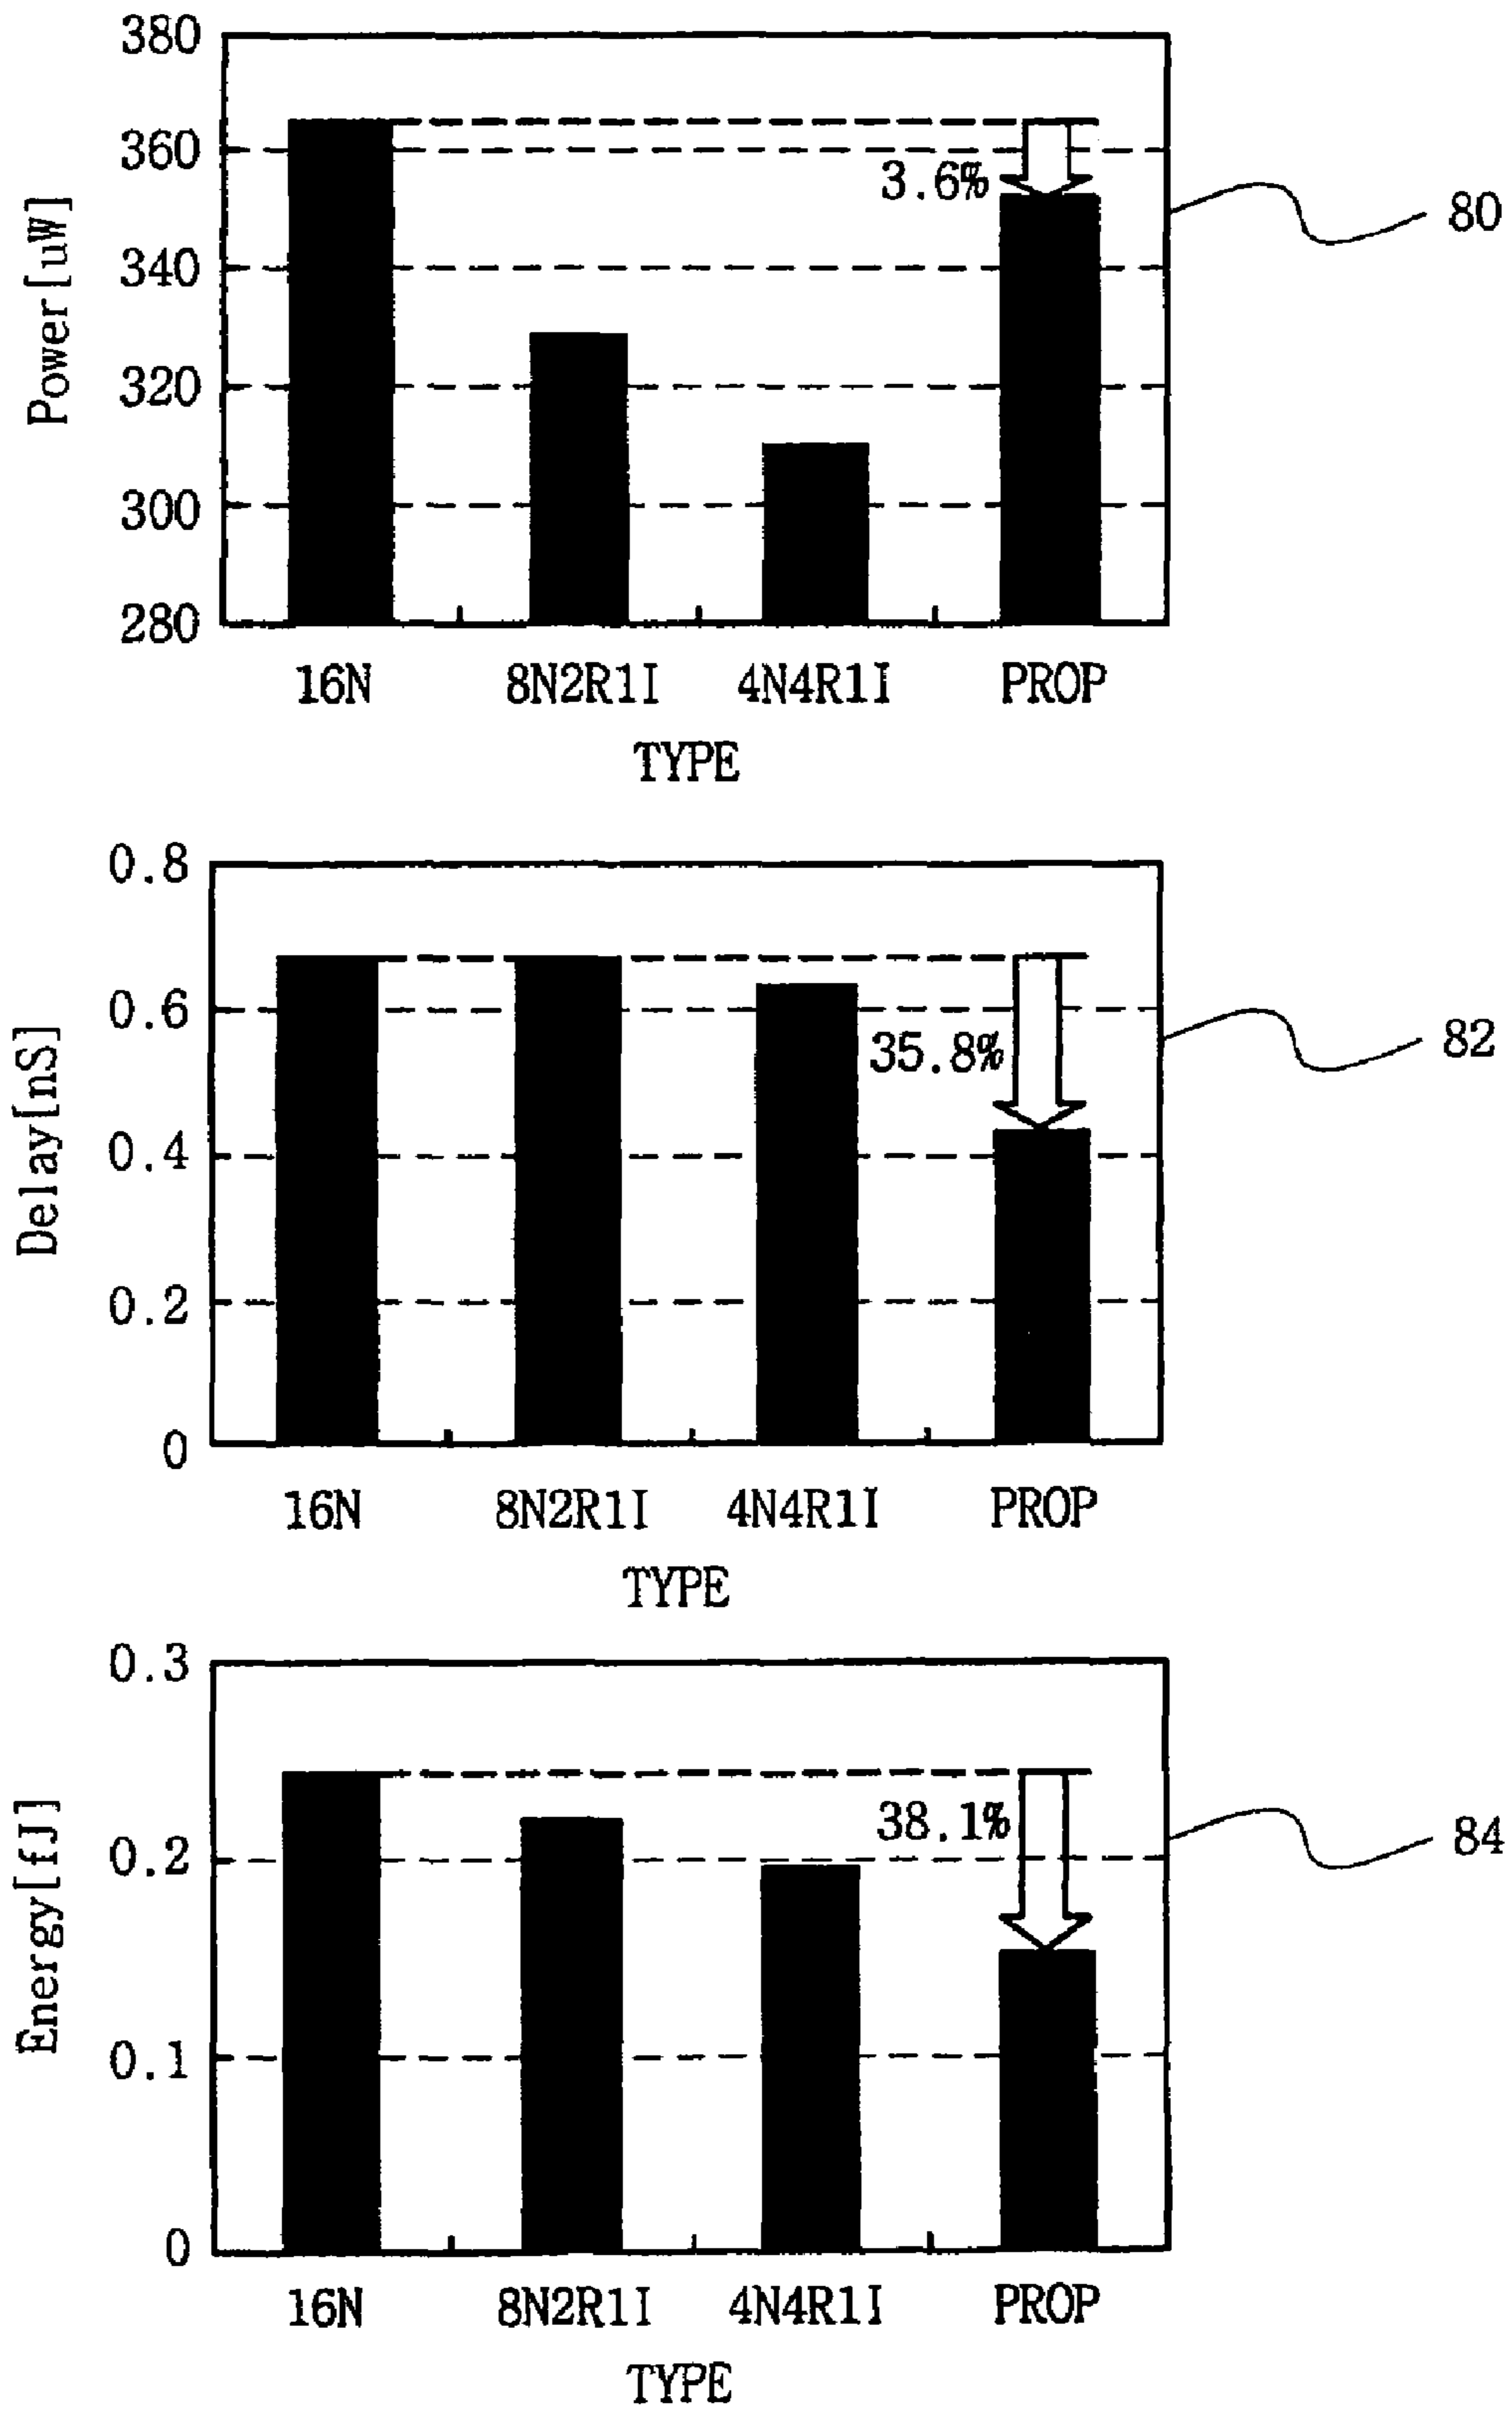 380
360
340
320
300
280
Power[uW]
3.6%
80
16N 8N2R1I 4N4R1I PROP
TYPE
0.8
0.6
0.4
0.2
0
Delay[nS]
35.8%
82
16N 8N2R1I 4N4R1I PROP
TYPE
0.3
0.2
0.1
0
Energy[fJ]
38.1%
84
16N 8N2R1I 4N4R1I PROP
TYPE